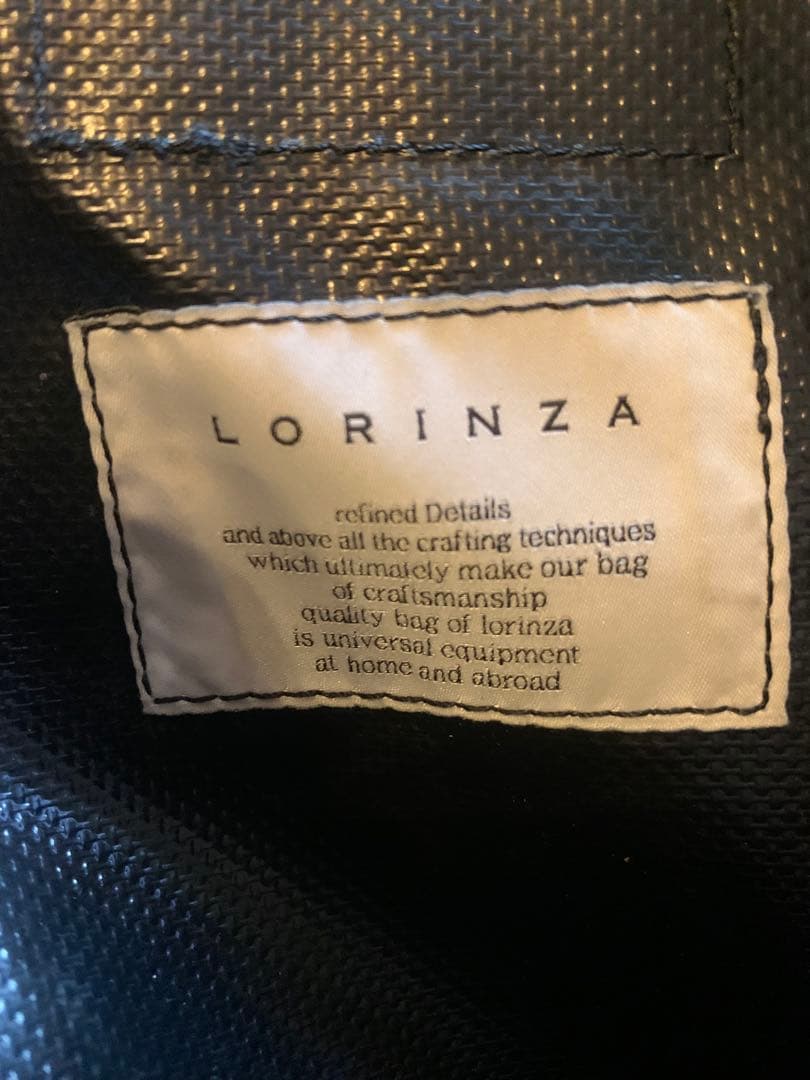 LORINZA
refined Details
and above all the crafting techniques
which ultimately make our bag
of craftsmanship
quality bag of lorinza
is universal equipment
at home and abroad